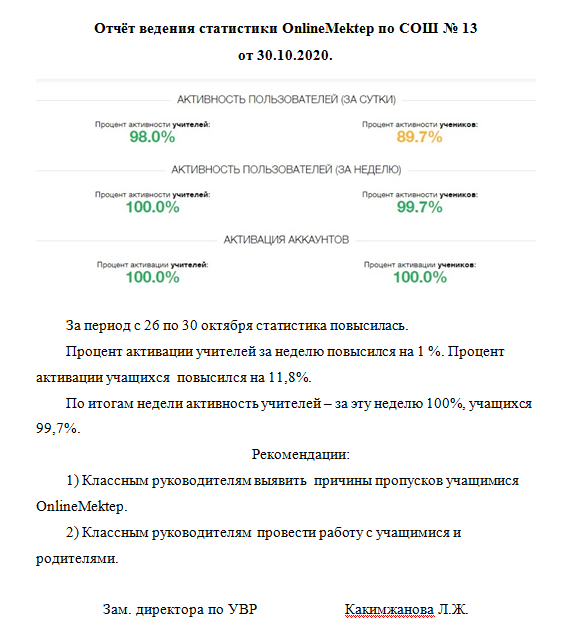 Отчёт ведения статистики OnlineMektep по СОШ № 13
от 30.10.2020.
АКТИВНОСТЬ ПОЛЬЗОВАТЕЛЕЙ (ЗА СУТКИ)
Процент активности учителей: Процент активности учеников:
98.0% 89.7%
АКТИВНОСТЬ ПОЛЬЗОВАТЕЛЕЙ (ЗА НЕДЕЛЮ)
Процент активности учителей: Процент активности учеников:
100.0% 99.7%
АКТИВАЦИЯ АККАУНТОВ
Процент активации учителей: Процент активации учеников:
100.0% 100.0%
За период с 26 по 30 октября статистика повысилась.
Процент активации учителей за неделю повысился на 1 %. Процент
активации учащихся повысился на 11,8%.
По итогам недели активность учителей – за эту неделю 100%, учащихся
99,7%.
Рекомендации:
1) Классным руководителям выявить причины пропусков учащимися
OnlineMektep.
2) Классным руководителям провести работу с учащимися и
родителями.
Зам. директора по УВР Какимжанова Л.Ж.